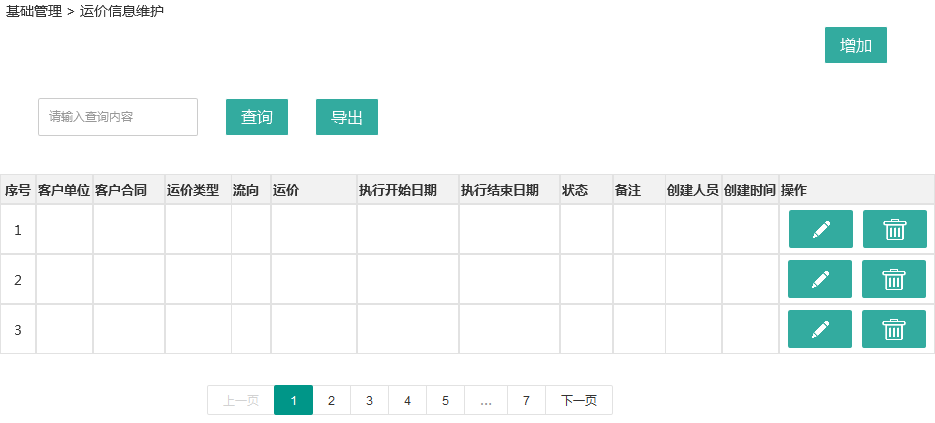 基础管理 > 运价信息维护
增加
请输入查询内容 查询 导出
序号 客户单位 客户合同 运价类型 流向 运价 执行开始日期 执行结束日期 状态 备注 创建人员 创建时间 操作
1
2
3
上一页 1 2 3 4 5 ... 7 下一页